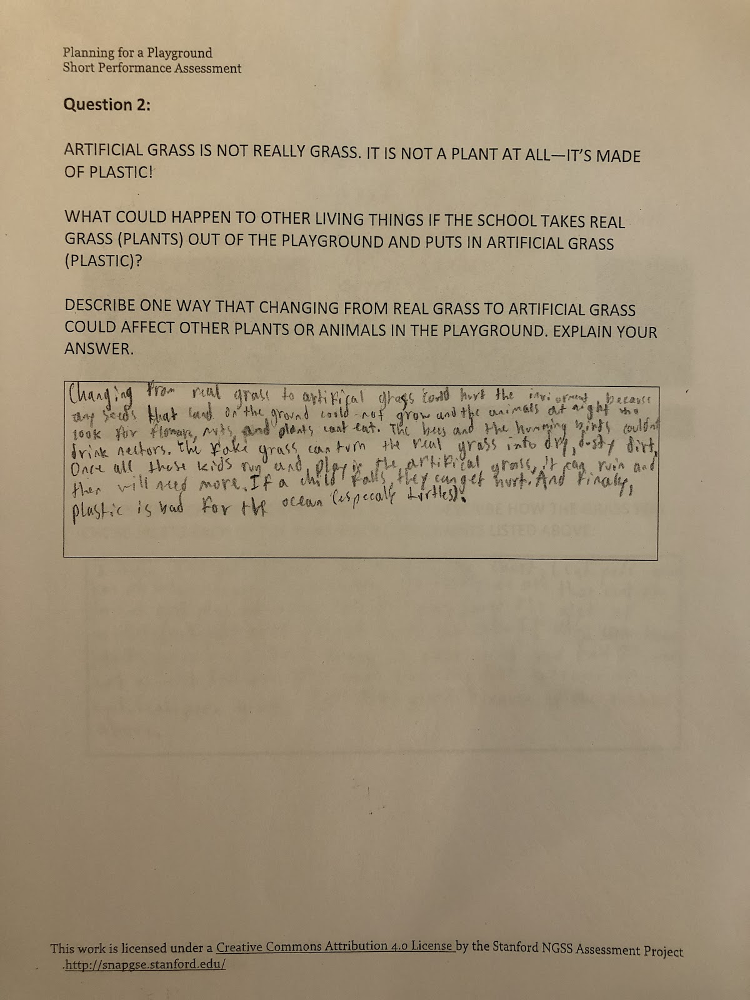 Planning for a Playground
Short Performance Assessment
Question 2:
ARTIFICIAL GRASS IS NOT REALLY GRASS. IT IS NOT A PLANT AT ALL—IT'S MADE
OF PLASTIC!
WHAT COULD HAPPEN TO OTHER LIVING THINGS IF THE SCHOOL TAKES REAL
GRASS (PLANTS) OUT OF THE PLAYGROUND AND PUTS IN ARTIFICIAL GRASS
(PLASTIC)?
DESCRIBE ONE WAY THAT CHANGING FROM REAL GRASS TO ARTIFICIAL GRASS
COULD AFFECT OTHER PLANTS OR ANIMALS IN THE PLAYGROUND. EXPLAIN YOUR
ANSWER.
Changing from real grass to artifical grass could hurt the because
any seeds that land on the ground could not grow and the animals at night who
look for flowers, nuts, and plants cant eat. The bees and the humming birds couldnt
drink nectors. The fake grass can turn the real grass into dry, dusty dirt.
Once all those kids run and play in the artifical grass, it can ruin and
then will need more. If a child falls, they can get hurt. And finally,
plastic is bad for the ocean (especaly turtles).
This work is licensed under a Creative Commons Attribution 4.0 License by the Stanford NGSS Assessment Project
.http://snapgse.stanford.edu/